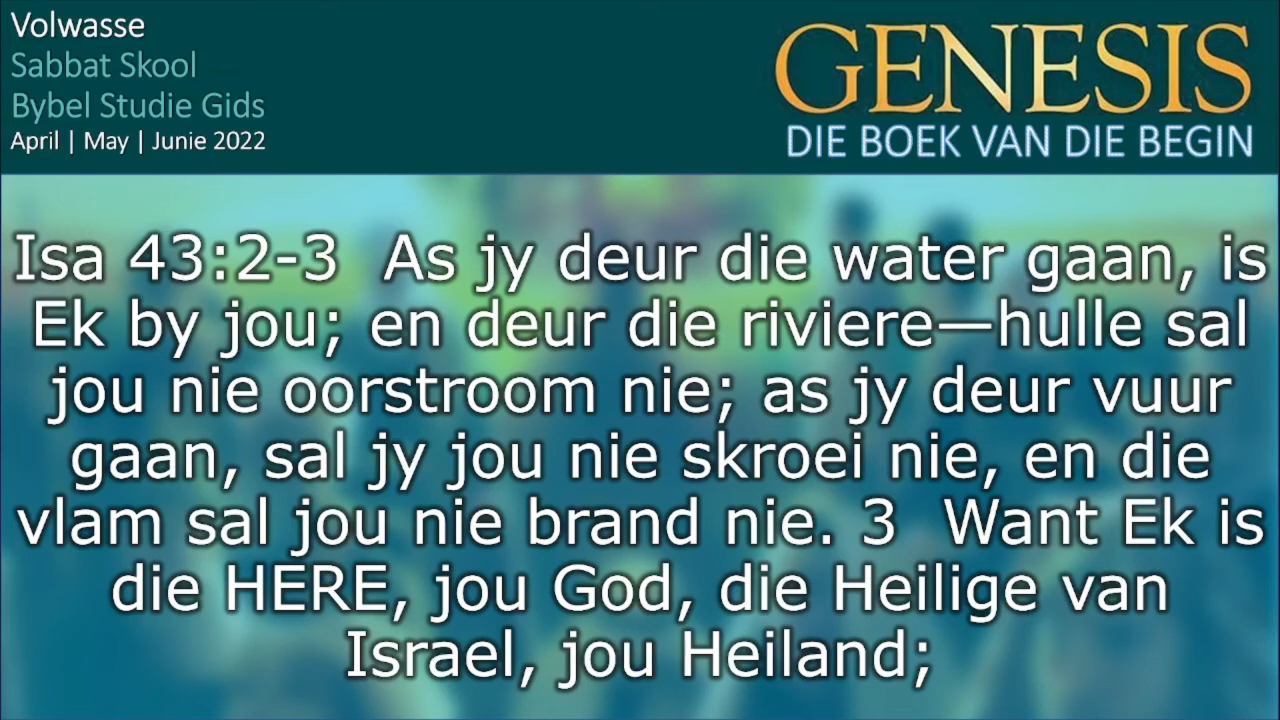 Volwasse
Sabbat Skool
Bybel Studie Gids
April | May | Junie 2022
GENESIS
DIE BOEK VAN DIE BEGIN
Isa 43:2-3  As jy deur die water gaan, is
Ek by jou; en deur die riviere—hulle sal
jou nie oorstroom nie; as jy deur vuur
gaan, sal jy jou nie skroei nie, en die
vlam sal jou nie brand nie. 3  Want Ek is
die HERE, jou God, die Heilige van
Israel, jou Heiland;